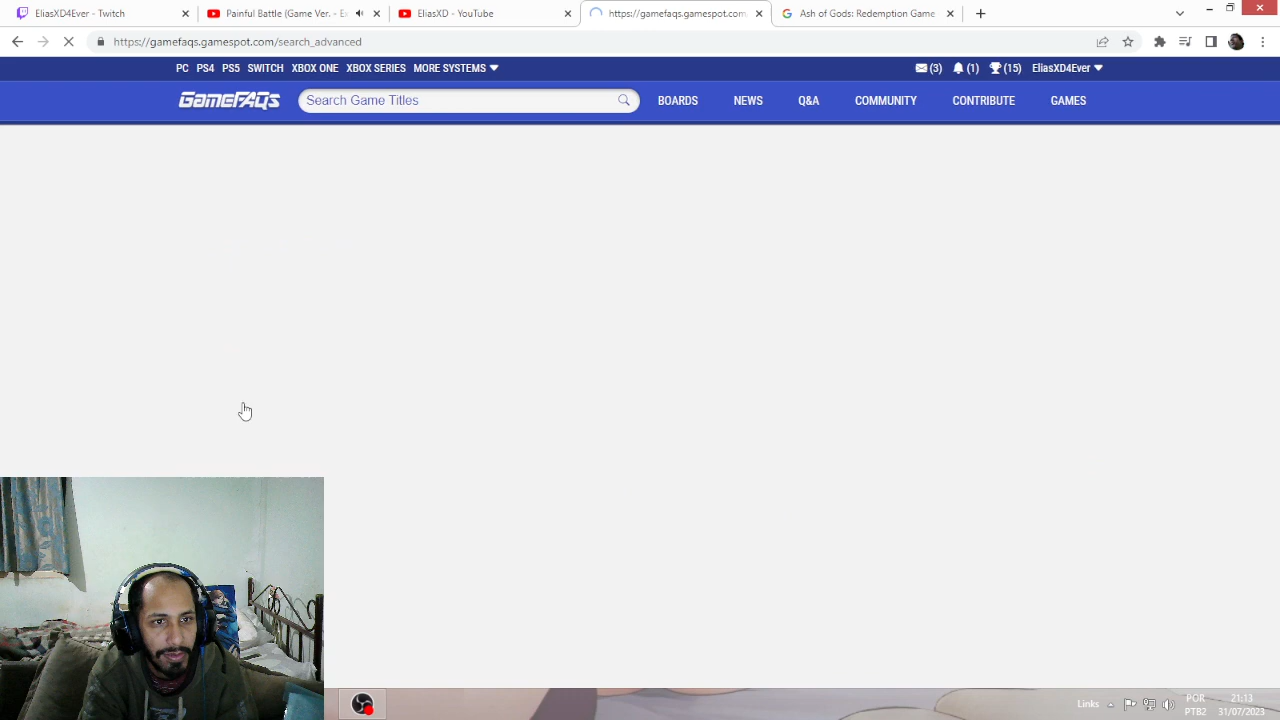 EliasXD4Ever - Twitch
Painful Battle (Game Ver. - E
EliasXD - YouTube
https://gamefaqs.gamespot.com
Ash of Gods: Redemption Game
https://gamefaqs.gamespot.com/search_advanced
PC PS4 PS5 SWITCH XBOX ONE XBOX SERIES MORE SYSTEMS
(3) (1) (15) EliasXD4Ever
GameFAQs
Search Game Titles
BOARDS NEWS Q&A COMMUNITY CONTRIBUTE GAMES
Links
POR
PTB2
21:13
31/07/2023